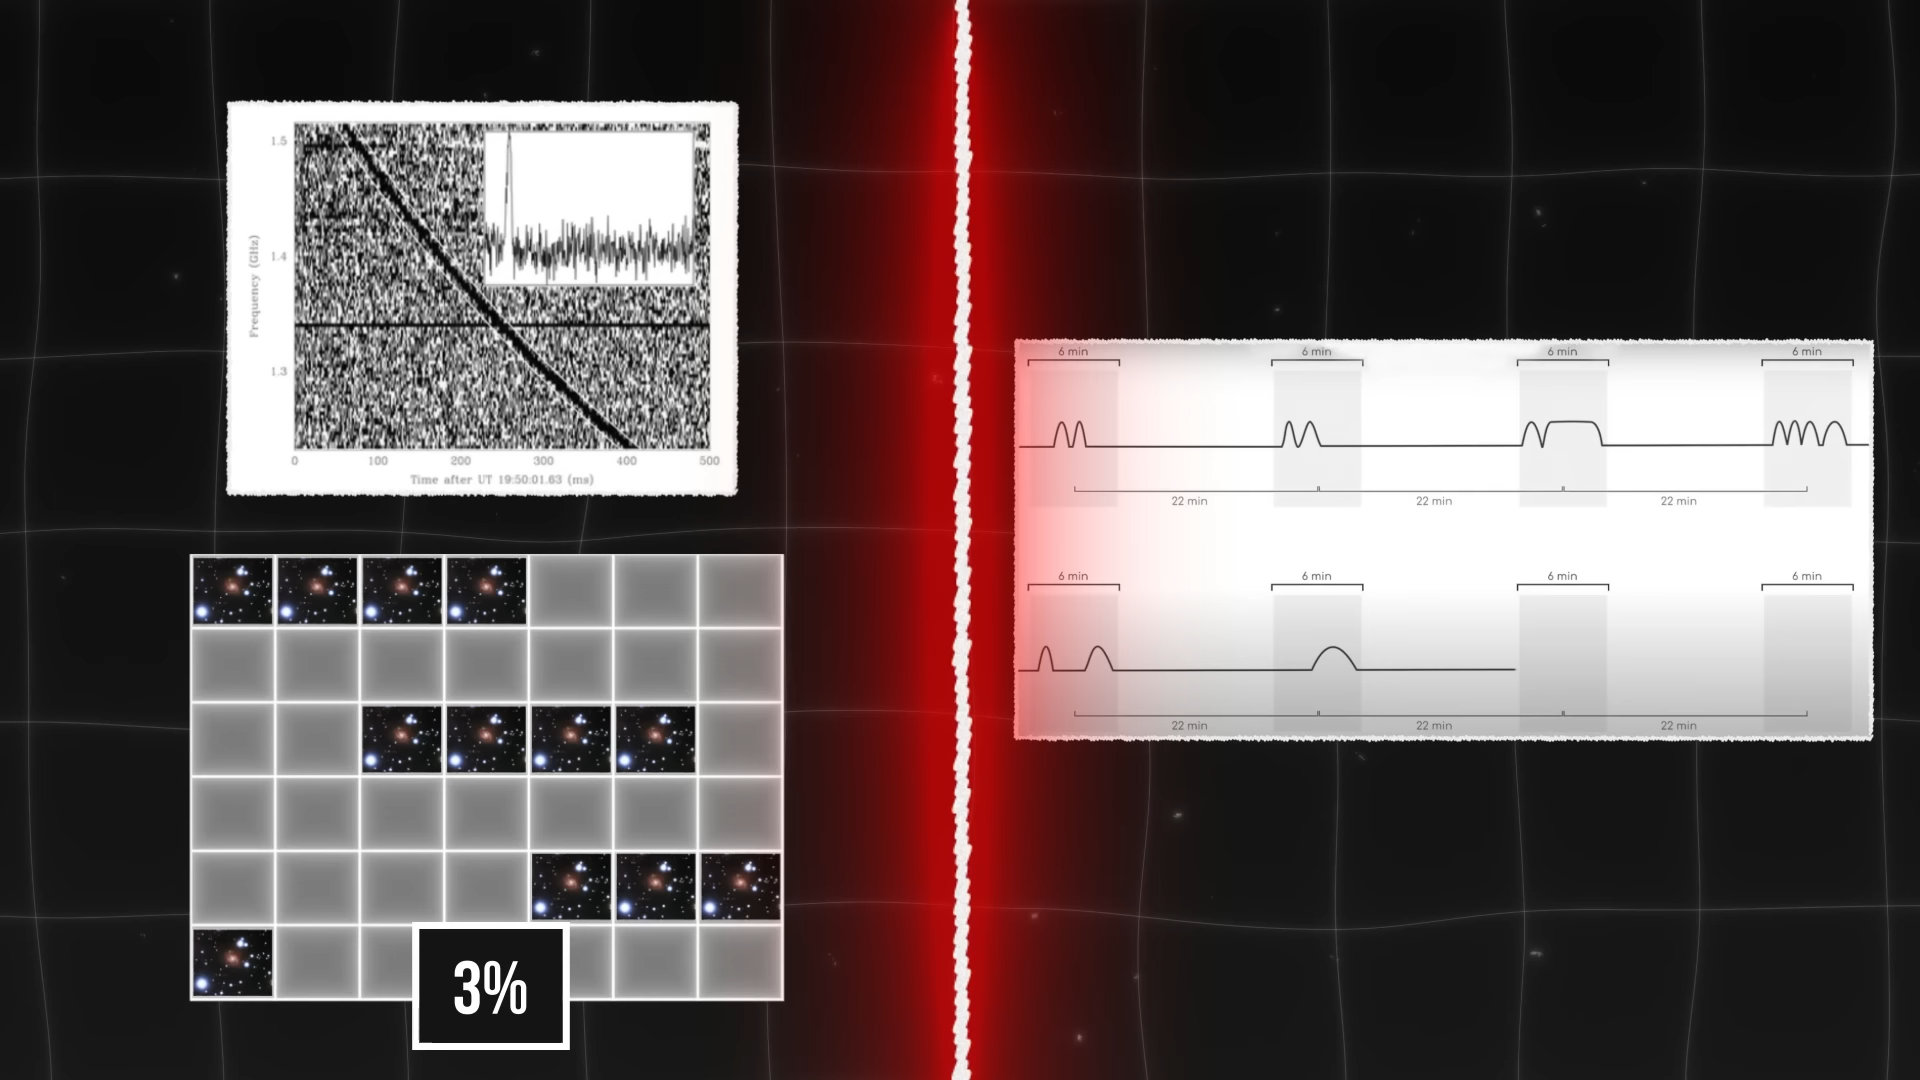 1.5
1.4
1.3
Frequency (GHz)
0 100 200 300 400 500
Time after UT 19:50:01.63 (ms)
3%
6 min 6 min 6 min 6 min
22 min 22 min 22 min
6 min 6 min 6 min 6 min
22 min 22 min 22 min